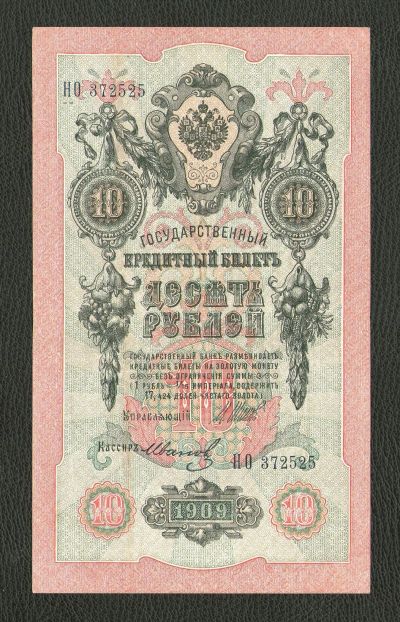 НО 372525
10 10
ГОСУДАРСТВЕННЫЙ
КРЕДИТНЫЙ БИЛЕТЪ
ДЕСЯТЬ
РУБЛЕЙ
ГОСУДАРСТВЕННЫЙ БАНКЪ РАЗМѢНИВАЕТЪ
КРЕДИТНЫЕ БИЛЕТЫ НА ЗОЛОТУЮ МОНЕТУ
БЕЗЪ ОГРАНИЧЕНІЯ СУММЫ
(1 РУБЛЬ = 1/15 ИМПЕРІАЛА, СОДЕРЖИТЪ
17,424 ДОЛЕЙ ЧИСТАГО ЗОЛОТА)
10
УПРАВЛЯЮЩІЙ
Кассиръ Иванов
НО 372525
10 1909 10